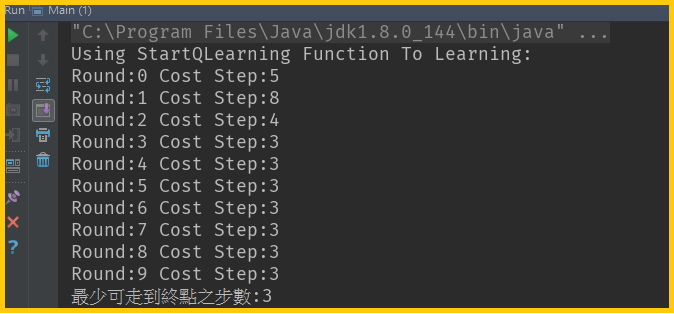 Run Main (1)
"C:\Program Files\Java\jdk1.8.0_144\bin\java" ...
Using StartQLearning Function To Learning:
Round:0 Cost Step:5
Round:1 Cost Step:8
Round:2 Cost Step:4
Round:3 Cost Step:3
Round:4 Cost Step:3
Round:5 Cost Step:3
Round:6 Cost Step:3
Round:7 Cost Step:3
Round:8 Cost Step:3
Round:9 Cost Step:3
最少可走到終點之步數:3